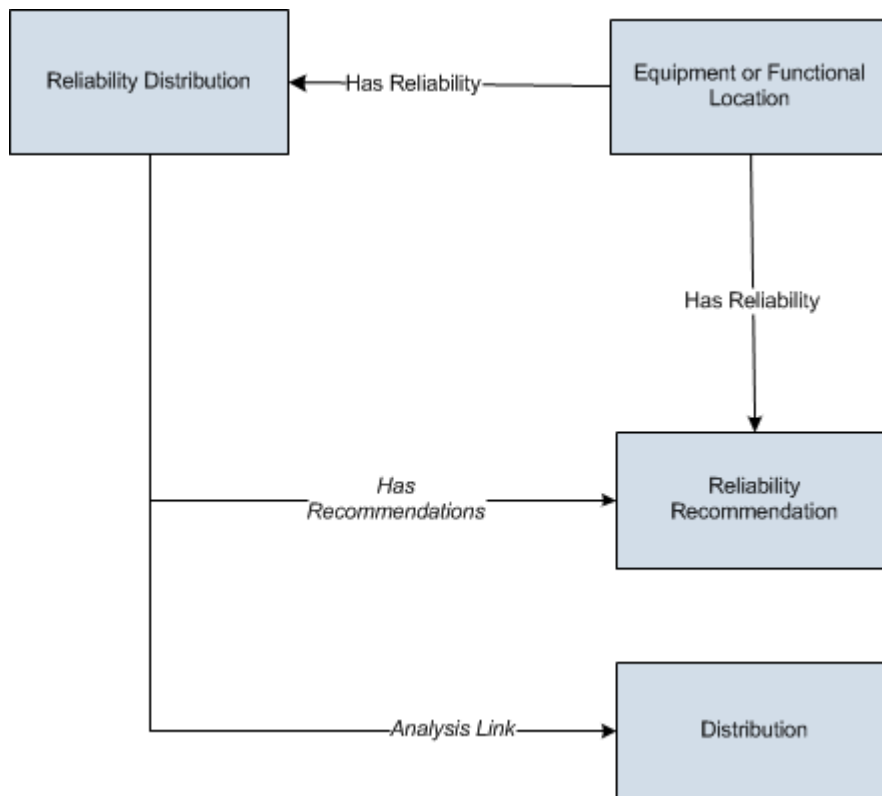 Reliability Distribution
Has Reliability
Equipment or Functional
Location
Has Reliability
Has
Recommendations
Reliability
Recommendation
Analysis Link
Distribution